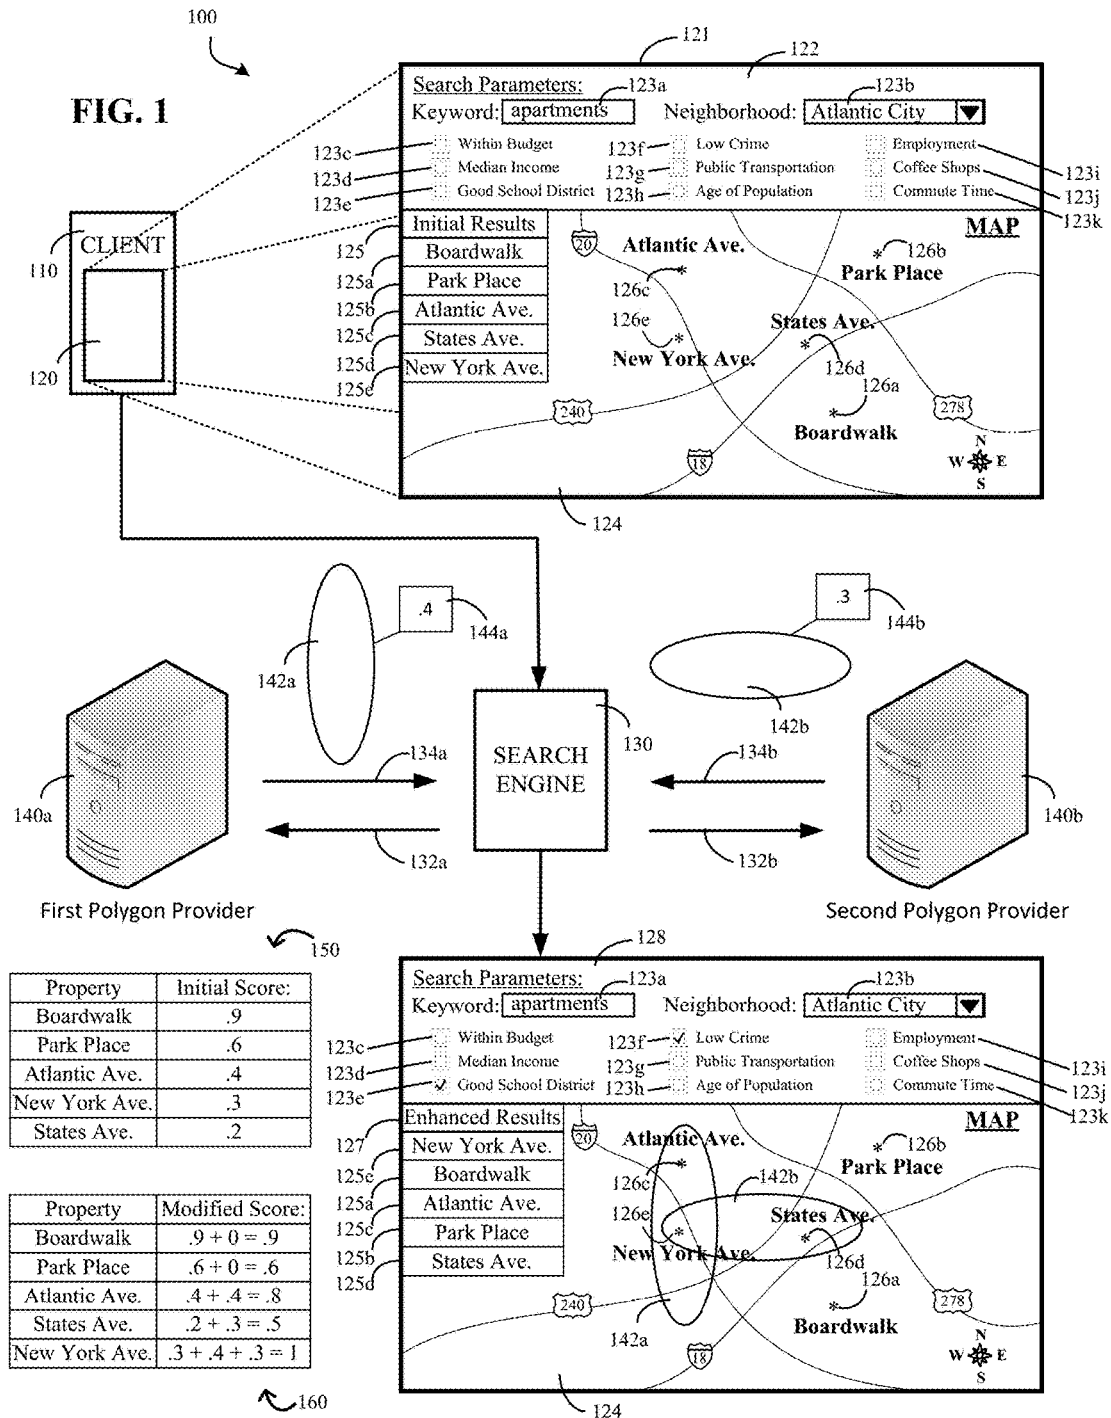 100
FIG. 1
121
122
Search Parameters:
123a
123b
Keyword: apartments Neighborhood: Atlantic City
123c Within Budget 123f Low Crime Employment 123i
123d Median Income 123g Public Transportation Coffee Shops 123j
123e Good School District 123h Age of Population Commute Time 123k
110
CLIENT
120
Initial Results
125
Boardwalk
125a
Park Place
125b
Atlantic Ave.
125c
States Ave.
125d
New York Ave.
125e
MAP
20
Atlantic Ave.
126c
126b
Park Place
126e
New York Ave.
States Ave.
126d
126a
Boardwalk
240
278
18
N
W E
S
124
.4
144a
142a
.3
144b
142b
130
SEARCH
ENGINE
134a
134b
140a
140b
132a
132b
First Polygon Provider
Second Polygon Provider
150
Property Initial Score:
Boardwalk .9
Park Place .6
Atlantic Ave. .4
New York Ave. .3
States Ave. .2
Property Modified Score:
Boardwalk .9 + 0 = .9
Park Place .6 + 0 = .6
Atlantic Ave. .4 + .4 = .8
States Ave. .2 + .3 = .5
New York Ave. .3 + .4 + .3 = 1
160
128
Search Parameters:
123a
123b
Keyword: apartments Neighborhood: Atlantic City
123c Within Budget 123f Low Crime Employment 123i
123d Median Income 123g Public Transportation Coffee Shops 123j
123e Good School District 123h Age of Population Commute Time 123k
Enhanced Results
127
New York Ave.
125e
Boardwalk
125a
Atlantic Ave.
125c
Park Place
125b
States Ave.
125d
MAP
20
Atlantic Ave.
126c
126b
Park Place
142b
126e
New York Ave.
States Ave.
126d
126a
Boardwalk
240
142a
278
18
N
W E
S
124